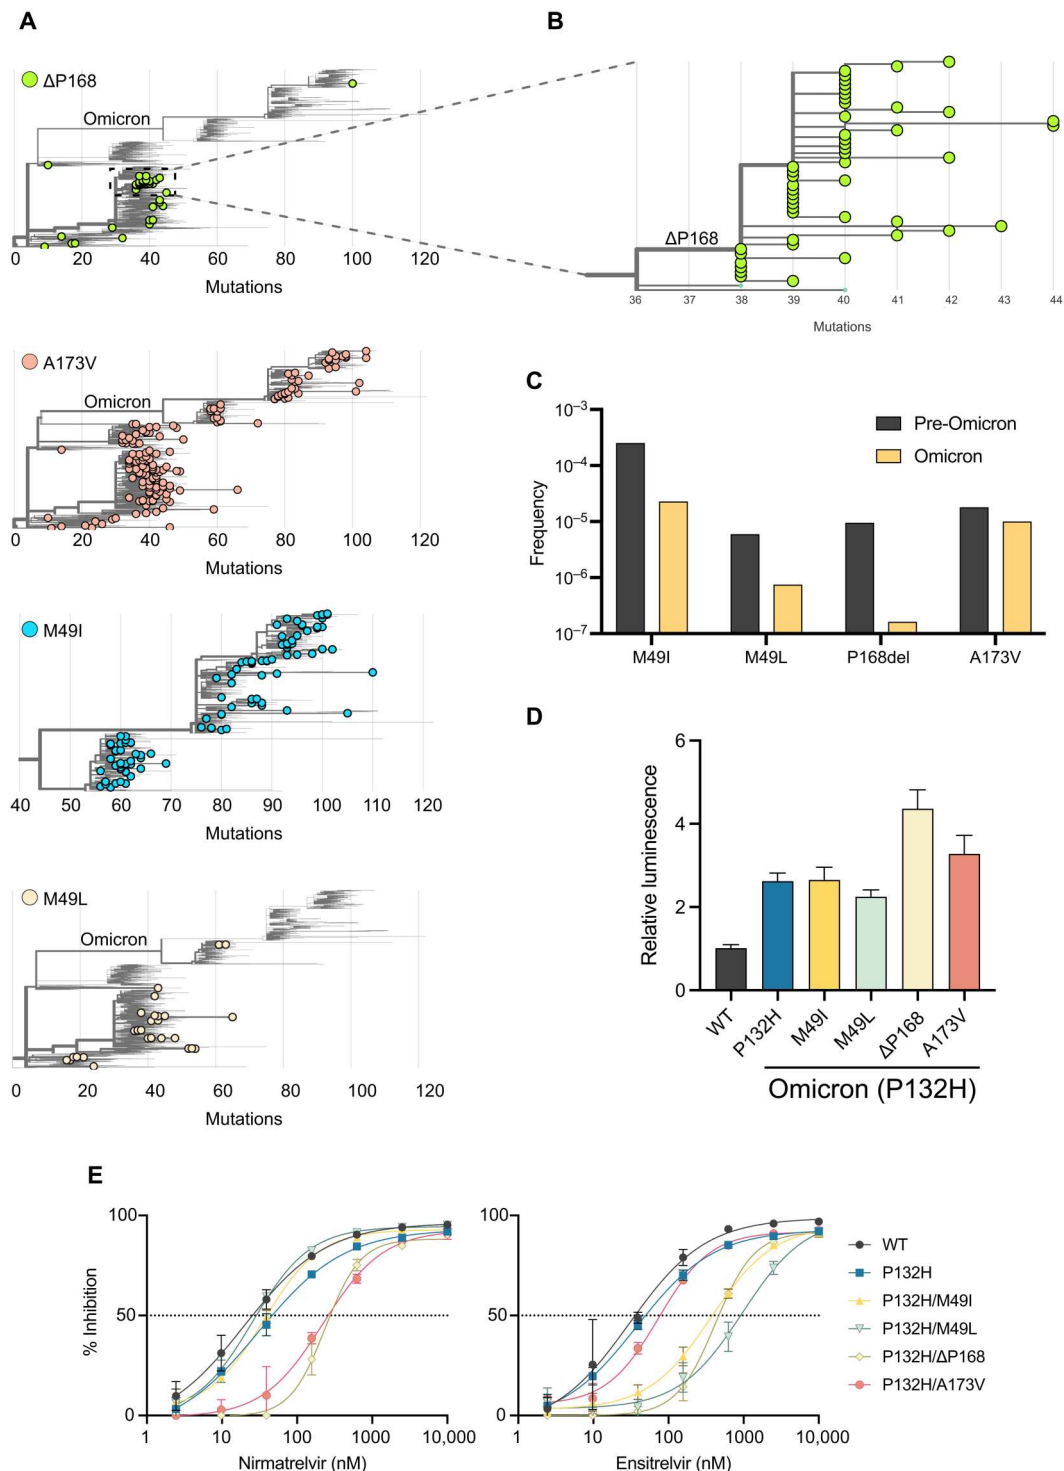 A
ΔP168
Omicron
0 20 40 60 80 100 120
Mutations
B
ΔP168
36 37 38 39 40 41 42 43 44
Mutations
A173V
Omicron
0 20 40 60 80 100 120
Mutations
C
10−3
10−4
10−5
10−6
10−7
Frequency
Pre-Omicron
Omicron
M49I M49L P168del A173V
M49I
40 50 60 70 80 90 100 110 120
Mutations
D
6
4
2
0
Relative luminescence
WT P132H M49I M49L ΔP168 A173V
Omicron (P132H)
M49L
Omicron
0 20 40 60 80 100 120
Mutations
E
100
50
0
% Inhibition
1 10 100 1000 10,000
Nirmatrelvir (nM)
100
50
0
1 10 100 1000 10,000
Ensitrelvir (nM)
WT
P132H
P132H/M49I
P132H/M49L
P132H/ΔP168
P132H/A173V